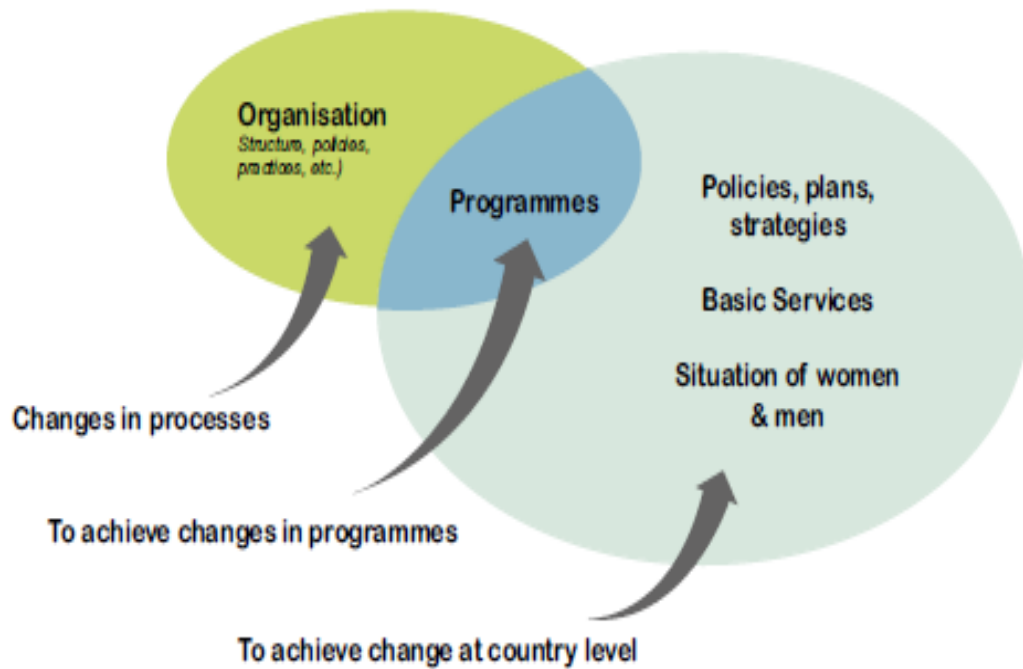 Organisation
Structure, policies,
practices, etc.)
Programmes
Policies, plans,
strategies
Basic Services
Situation of women
& men
Changes in processes
To achieve changes in programmes
To achieve change at country level